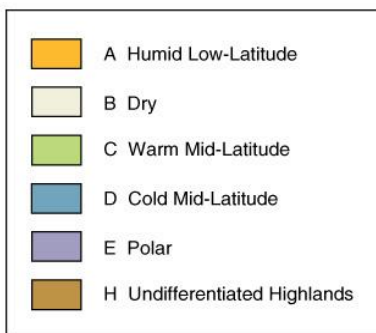 A Humid Low-Latitude
B Dry
C Warm Mid-Latitude
D Cold Mid-Latitude
E Polar
H Undifferentiated Highlands